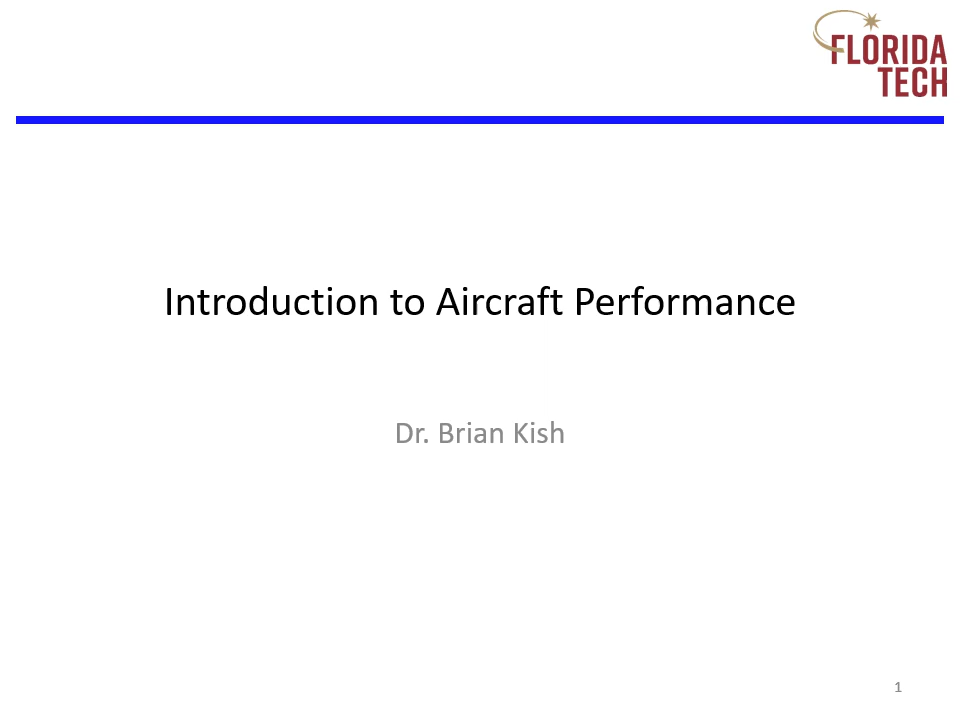 FLORIDA
TECH
Introduction to Aircraft Performance
Dr. Brian Kish
1